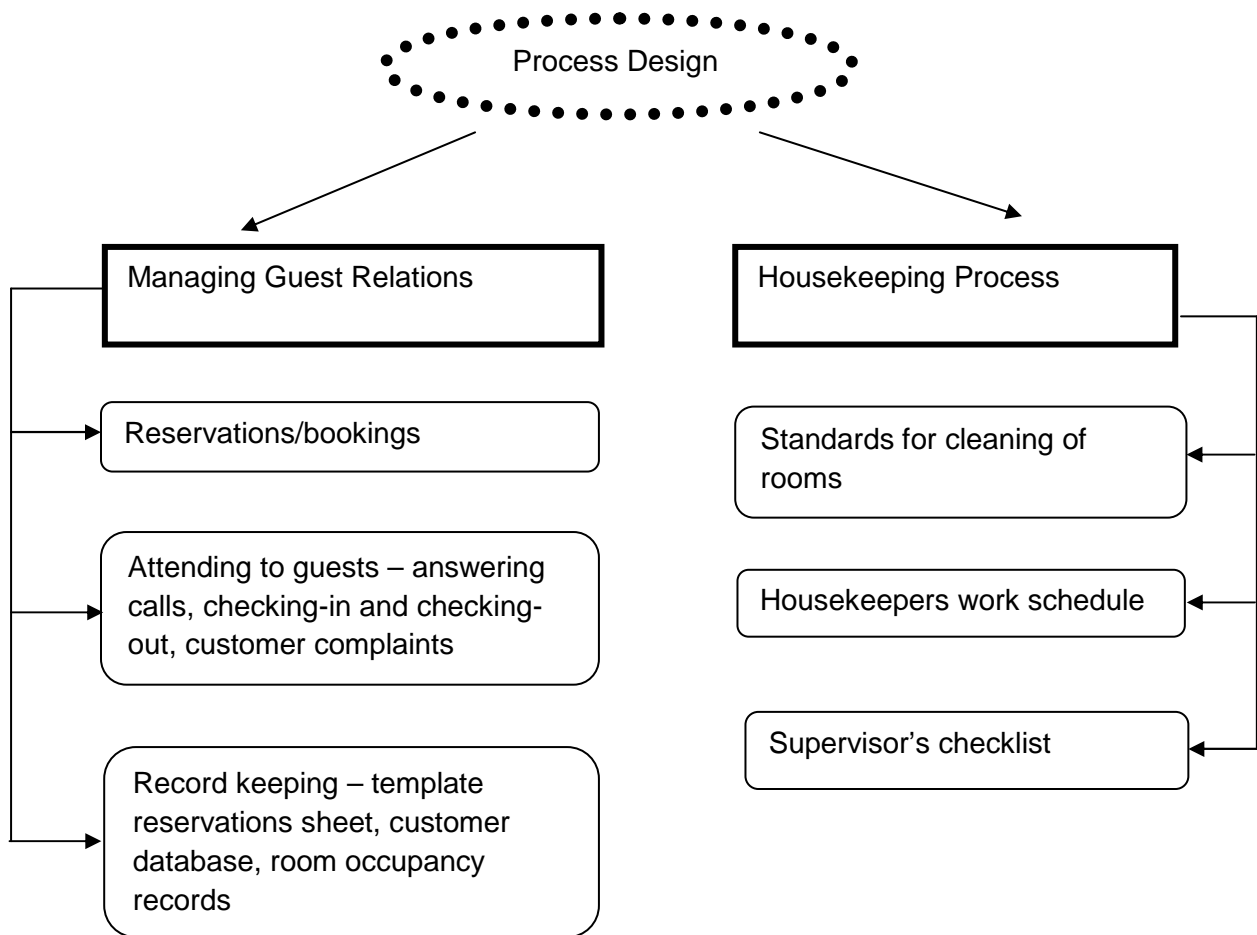 Process Design
Managing Guest Relations
Reservations/bookings
Attending to guests – answering
calls, checking-in and checking-
out, customer complaints
Record keeping – template
reservations sheet, customer
database, room occupancy
records
Housekeeping Process
Standards for cleaning of
rooms
Housekeepers work schedule
Supervisor’s checklist